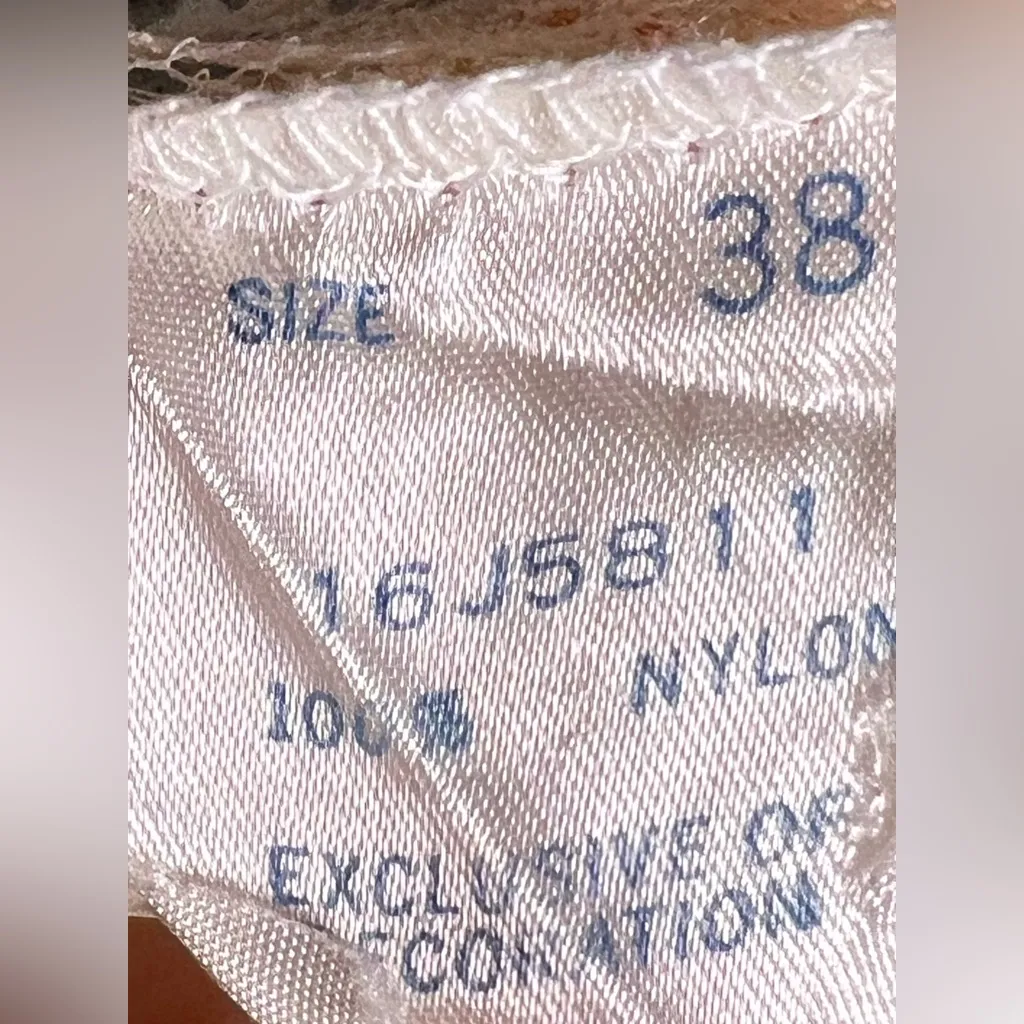 SIZE 38
16J5811
100% NYLON
EXCLUSIVE OF
DECORATION